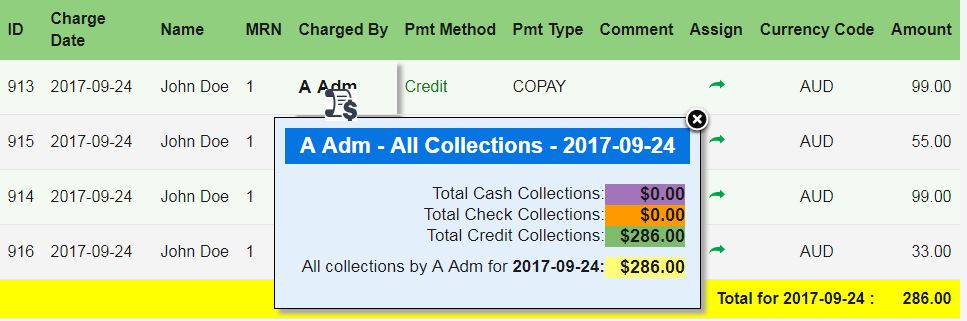 ID Charge Date Name MRN Charged By Pmt Method Pmt Type Comment Assign Currency Code Amount
913 2017-09-24 John Doe 1 A Adm Credit COPAY AUD 99.00
915 2017-09-24 John Doe 1 AUD 55.00
914 2017-09-24 John Doe 1 AUD 99.00
916 2017-09-24 John Doe 1 AUD 33.00
Total for 2017-09-24 : 286.00
A Adm - All Collections - 2017-09-24
Total Cash Collections: $0.00
Total Check Collections: $0.00
Total Credit Collections: $286.00
All collections by A Adm for 2017-09-24: $286.00